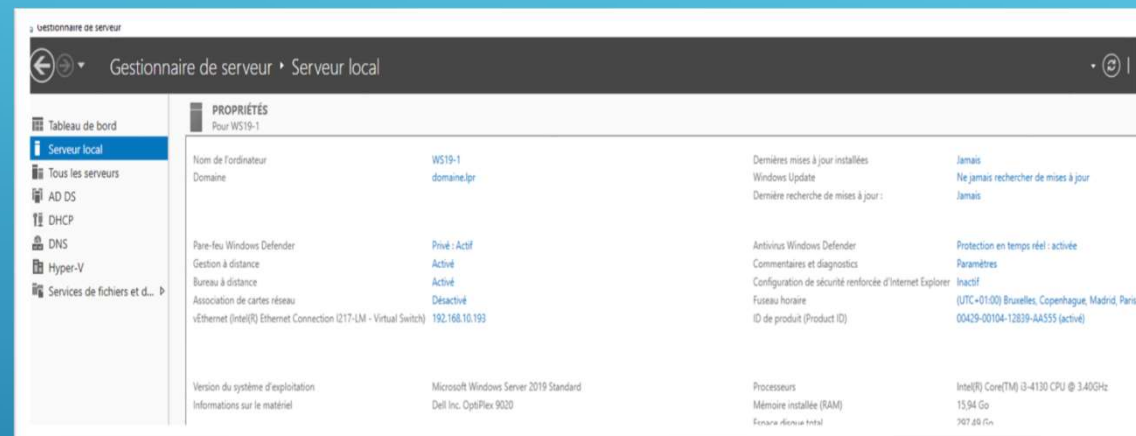 Gestionnaire de serveur
Gestionnaire de serveur ‣ Serveur local
Tableau de bord
Serveur local
Tous les serveurs
AD DS
DHCP
DNS
Hyper-V
Services de fichiers et d...
PROPRIÉTÉS
Pour WS19-1
Nom de l'ordinateur WS19-1
Domaine domaine.lpr
Dernières mises à jour installées Jamais
Windows Update Ne jamais rechercher de mises à jour
Dernière recherche de mises à jour : Jamais
Pare-feu Windows Defender Privé : Actif
Gestion à distance Activé
Bureau à distance Activé
Association de cartes réseau Désactivé
vEthernet (Intel(R) Ethernet Connection I217-LM - Virtual Switch) 192.168.10.193
Antivirus Windows Defender Protection en temps réel : activée
Commentaires et diagnostics Paramètres
Configuration de sécurité renforcée d'Internet Explorer Inactif
Fuseau horaire (UTC+01:00) Bruxelles, Copenhague, Madrid, Paris
ID de produit (Product ID) 00429-00104-12839-AA555 (activé)
Version du système d'exploitation Microsoft Windows Server 2019 Standard
Informations sur le matériel Dell Inc. OptiPlex 9020
Processeurs Intel(R) Core(TM) i3-4130 CPU @ 3.40GHz
Mémoire installée (RAM) 15,94 Go
Espace disque total 297,49 Go